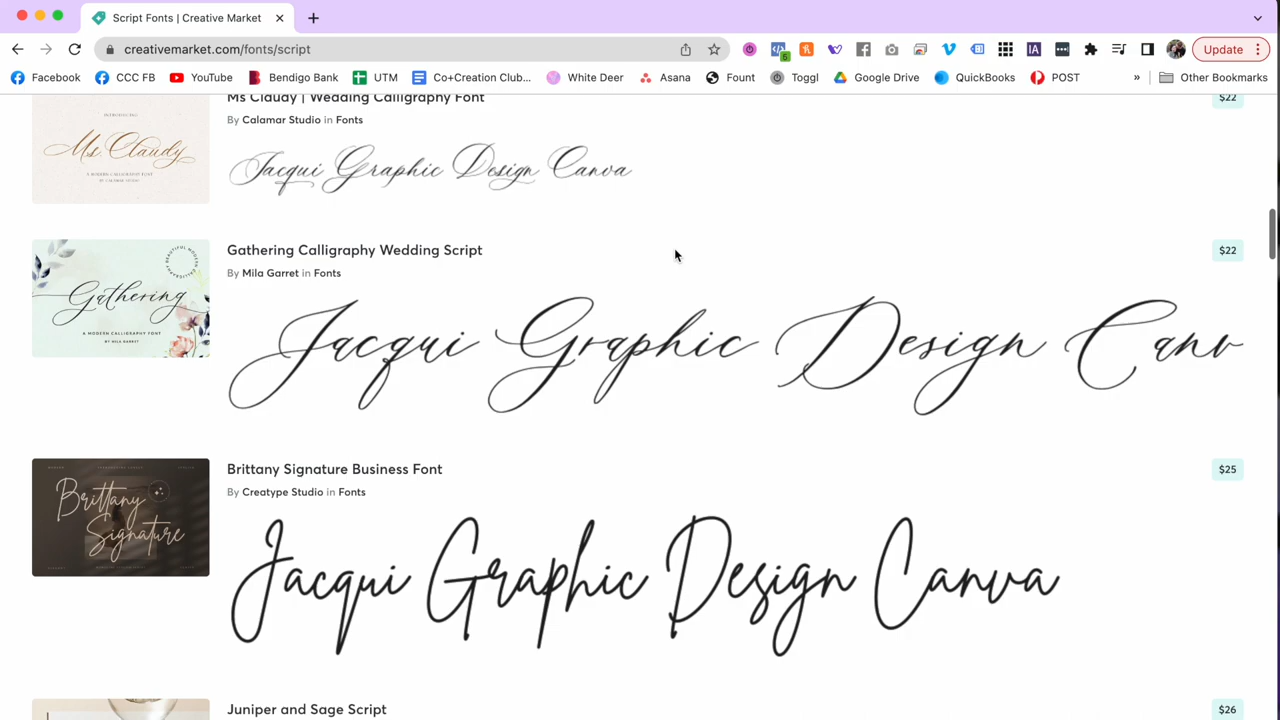 Script Fonts | Creative Market
creativemarket.com/fonts/script
Update
Facebook CCC FB YouTube Bendigo Bank UTM Co+Creation Club... White Deer Asana Fount Toggl Google Drive QuickBooks POST » Other Bookmarks
Ms Claudy | Wedding Calligraphy Font $22
By Calamar Studio in Fonts
Ms Claudy
Jacqui Graphic Design Canva
Gathering Calligraphy Wedding Script $22
By Mila Garret in Fonts
Gathering
A MODERN CALLIGRAPHY FONT
BY MILA GARRET
Jacqui Graphic Design Canv
Brittany Signature Business Font $25
By Creatype Studio in Fonts
Brittany
Signature
Jacqui Graphic Design Canva
Juniper and Sage Script $26